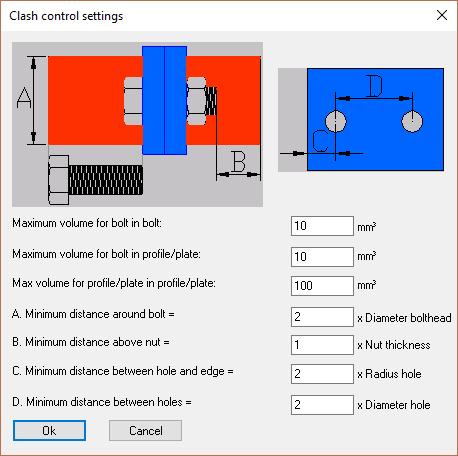 Clash control settings
A
B
D
C
Maximum volume for bolt in bolt: 10 mm³
Maximum volume for bolt in profile/plate: 10 mm³
Max volume for profile/plate in profile/plate: 100 mm³
A. Minimum distance around bolt = 2 x Diameter bolthead
B. Minimum distance above nut = 1 x Nut thickness
C. Minimum distance between hole and edge = 2 x Radius hole
D. Minimum distance between holes = 2 x Diameter hole
Ok Cancel